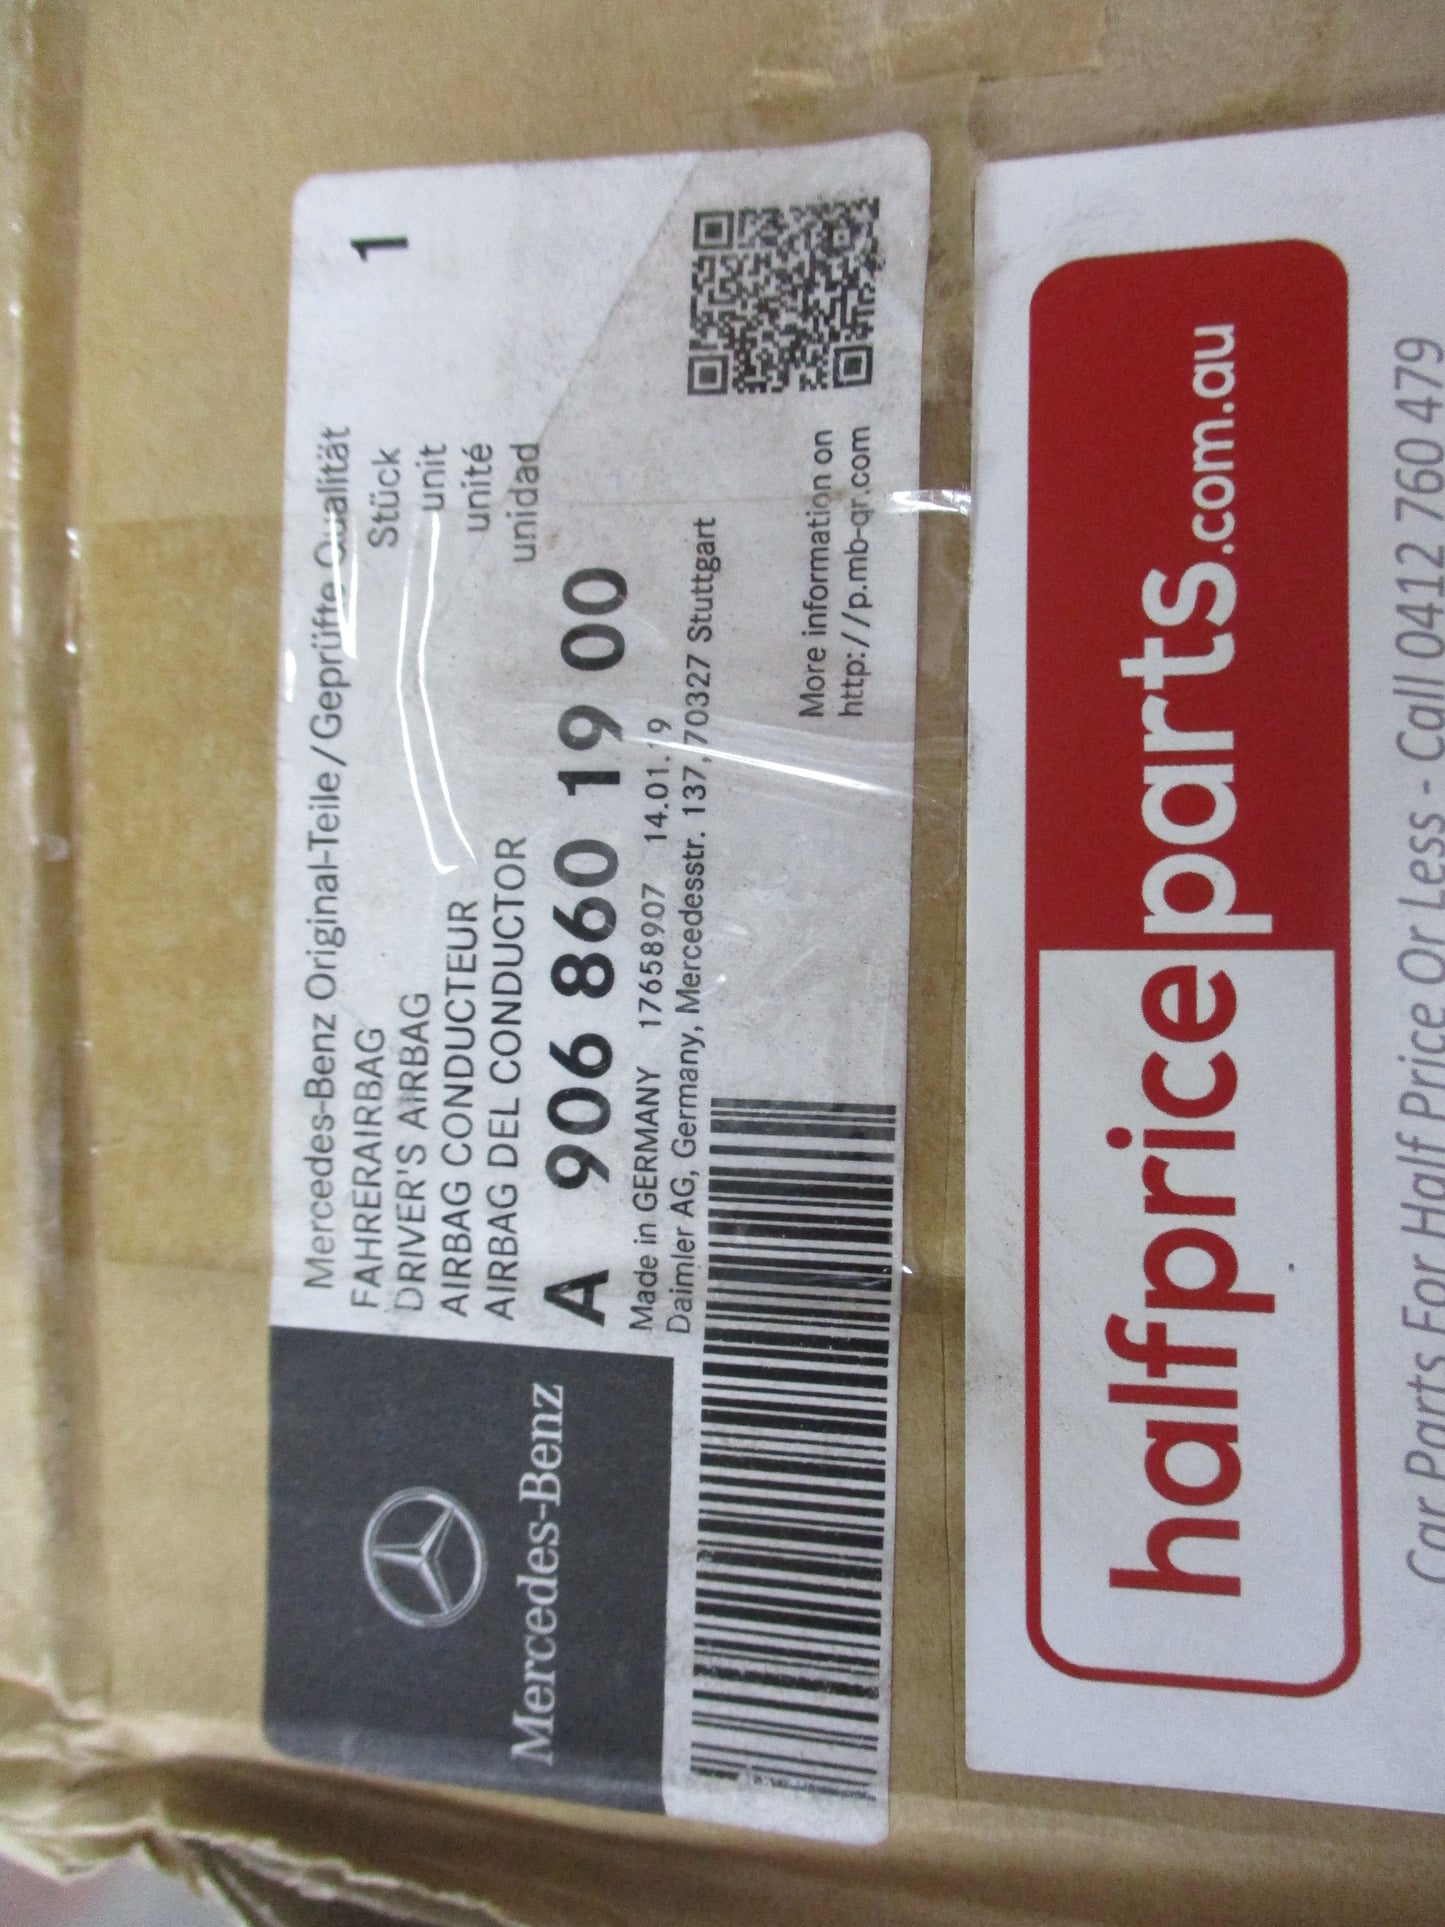 Mercedes-Benz
Mercedes-Benz Original-Teile/Geprüfte Qualität
FAHRERAIRBAG Stück 1
DRIVER'S AIRBAG unit
AIRBAG CONDUCTEUR unité
AIRBAG DEL CONDUCTOR unidad
A 906 860 19 00
Made in GERMANY 17658907 14.01.19
Daimler AG, Germany, Mercedesstr. 137, 70327 Stuttgart
More information on
http://p.mb-qr.com
halfpriceparts.com.au
Car Parts For Half Price Or Less - Call 0412 760 479